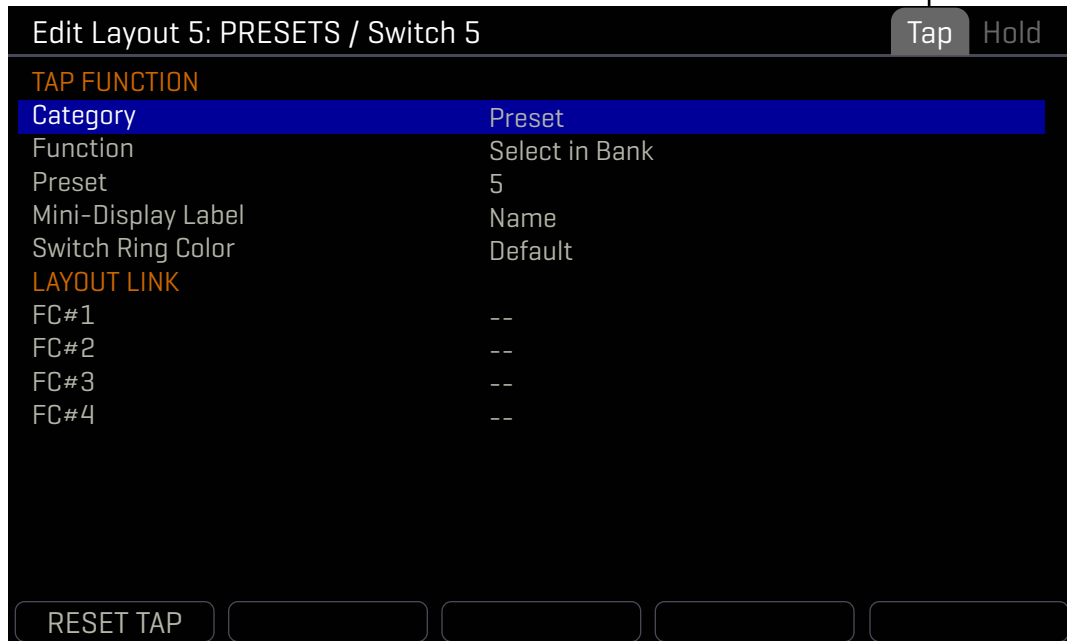 Edit Layout 5: PRESETS / Switch 5 Tap Hold
TAP FUNCTION
Category Preset
Function Select in Bank
Preset 5
Mini-Display Label Name
Switch Ring Color Default
LAYOUT LINK
FC#1 --
FC#2 --
FC#3 --
FC#4 --
RESET TAP